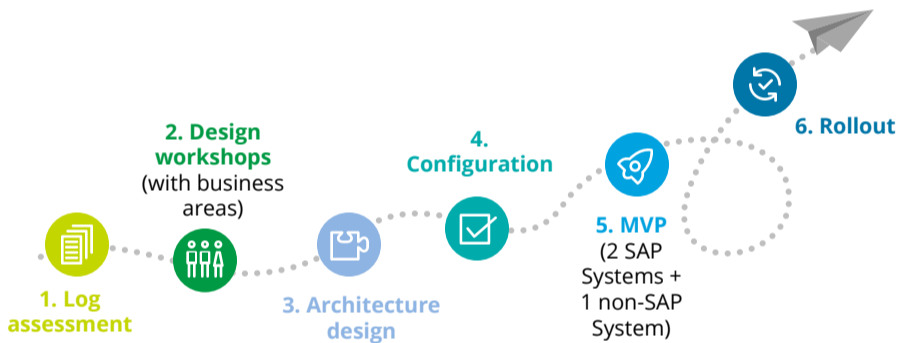 1. Log
assessment
2. Design
workshops
(with business
areas)
3. Architecture
design
4.
Configuration
5. MVP
(2 SAP
Systems +
1 non-SAP
System)
6. Rollout